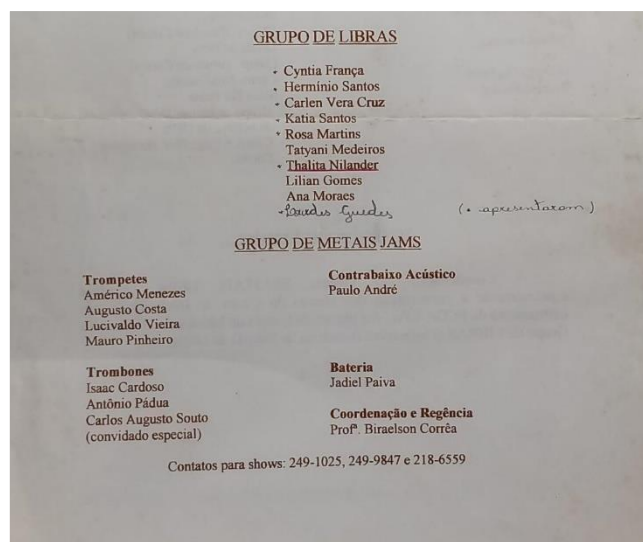 GRUPO DE LIBRAS
• Cyntia França
• Hermínio Santos
• Carlen Vera Cruz
• Katia Santos
• Rosa Martins
Tatyani Medeiros
• Thalita Nilander
Lilian Gomes
Ana Moraes
• Lourdes Guedes (• apresentaram)
GRUPO DE METAIS JAMS
Trompetes
Américo Menezes
Augusto Costa
Lucivaldo Vieira
Mauro Pinheiro
Contrabaixo Acústico
Paulo André
Trombones
Isaac Cardoso
Antônio Pádua
Carlos Augusto Souto
(convidado especial)
Bateria
Jadiel Paiva
Coordenação e Regência
Profº. Biraelson Corrêa
Contatos para shows: 249-1025, 249-9847 e 218-6559